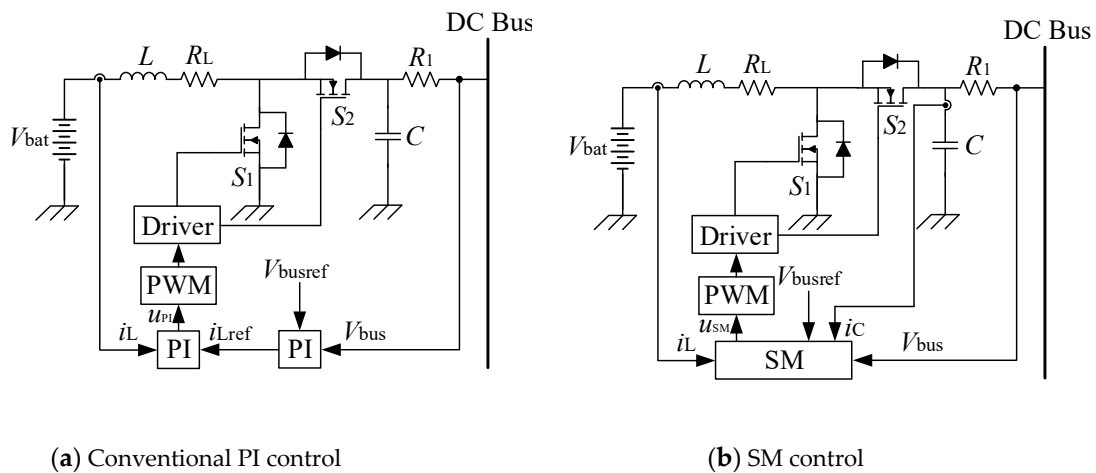 DC Bus
L
RL
R1
S2
Vbat
C
S1
Driver
Vbusref
PWM
uPI
iL
iLref
Vbus
PI
PI
(a) Conventional PI control
DC Bus
L
RL
R1
S2
Vbat
C
S1
Driver
Vbusref
PWM
uSM
iC
iL
Vbus
SM
(b) SM control